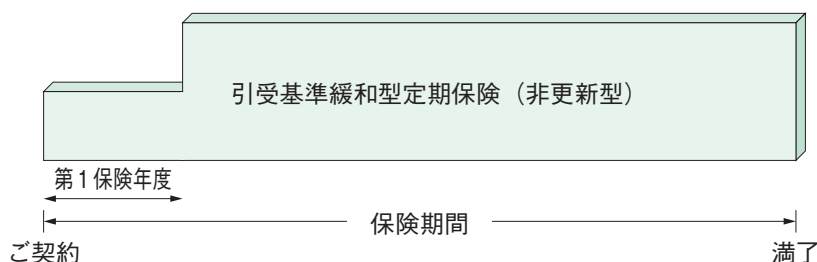 引受基準緩和型定期保険（非更新型）
第1保険年度
保険期間
ご契約
満了